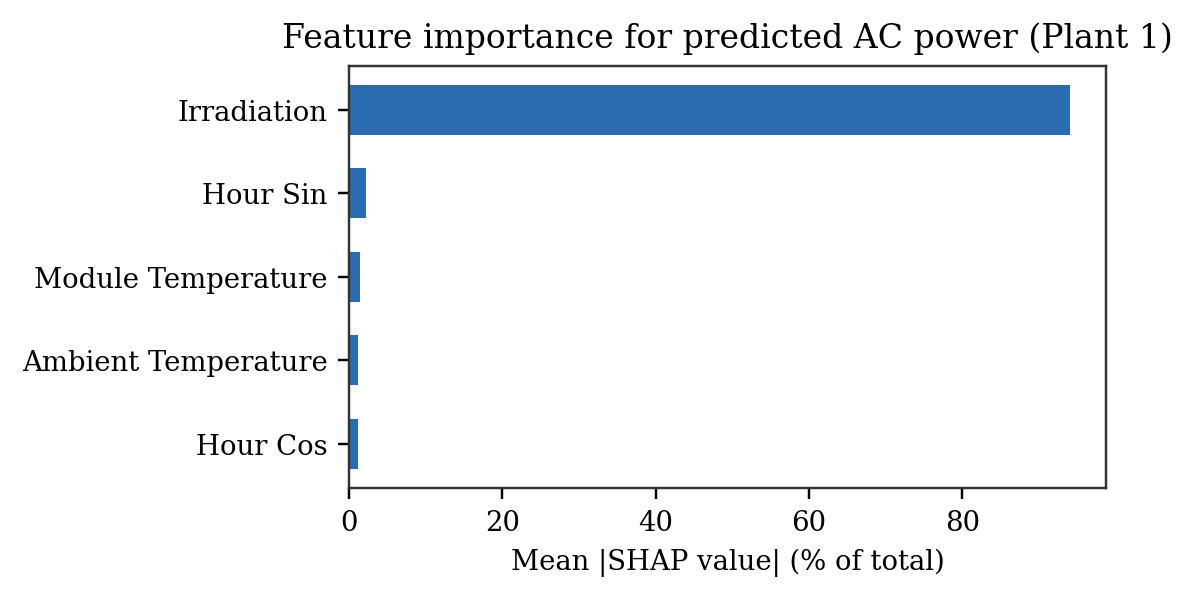 Feature importance for predicted AC power (Plant 1)
Irradiation
Hour Sin
Module Temperature
Ambient Temperature
Hour Cos
0 20 40 60 80
Mean |SHAP value| (% of total)